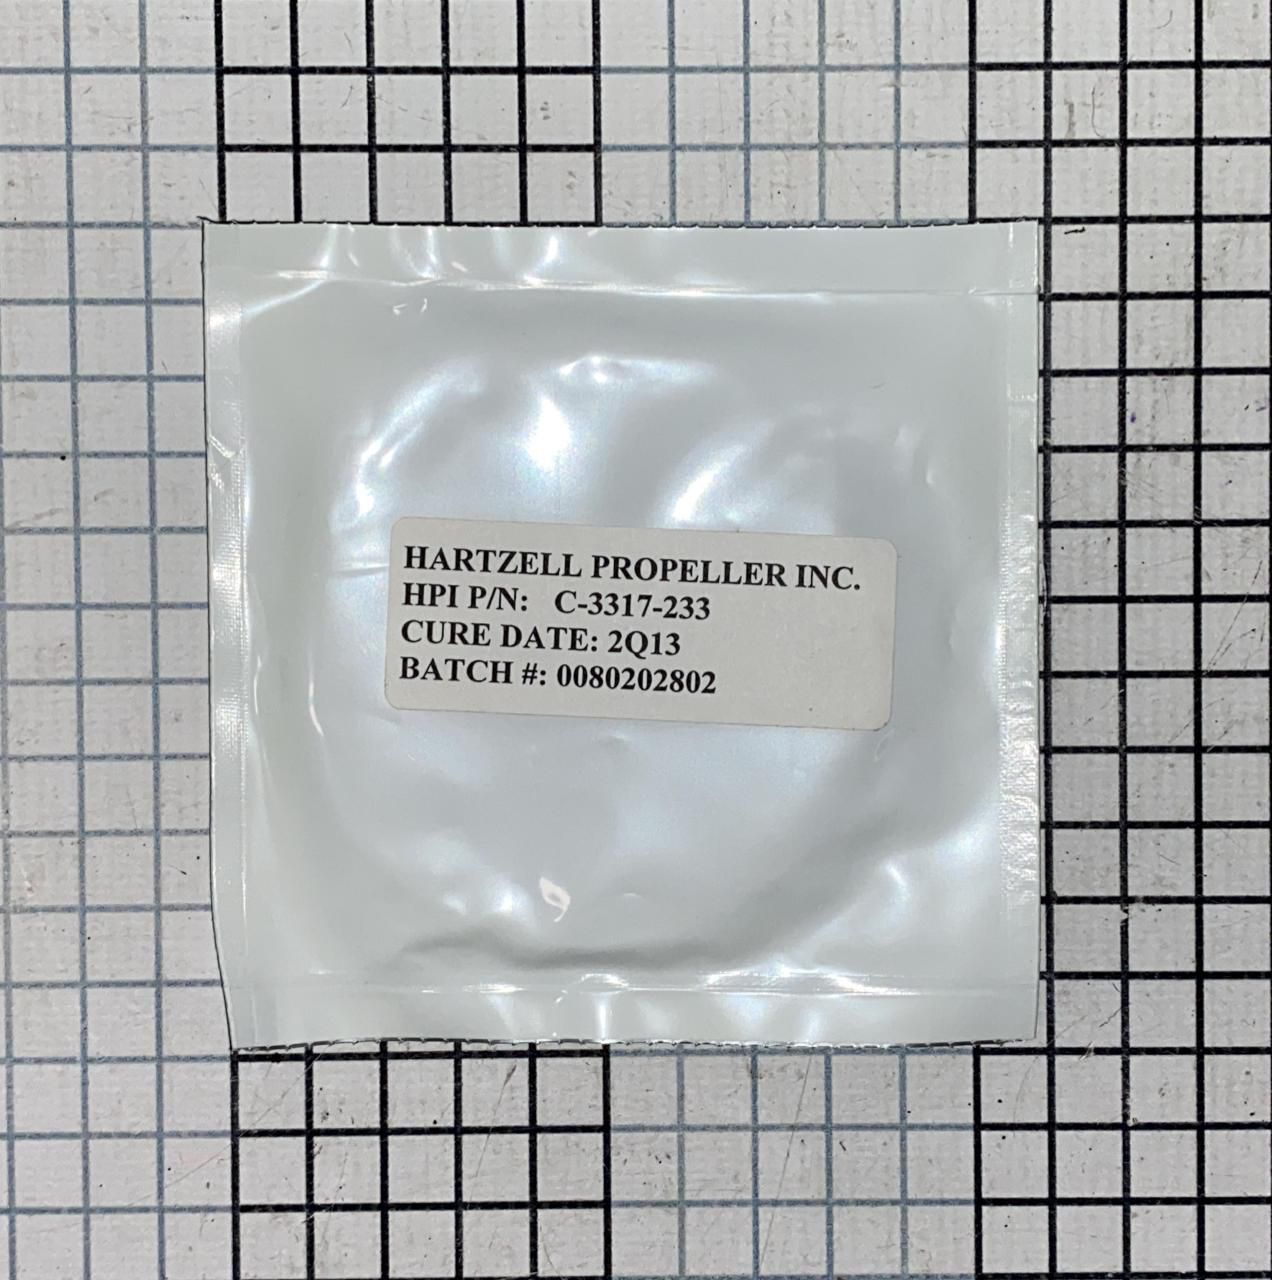 HARTZELL PROPELLER INC.
HPI P/N: C-3317-233
CURE DATE: 2Q13
BATCH #: 0080202802